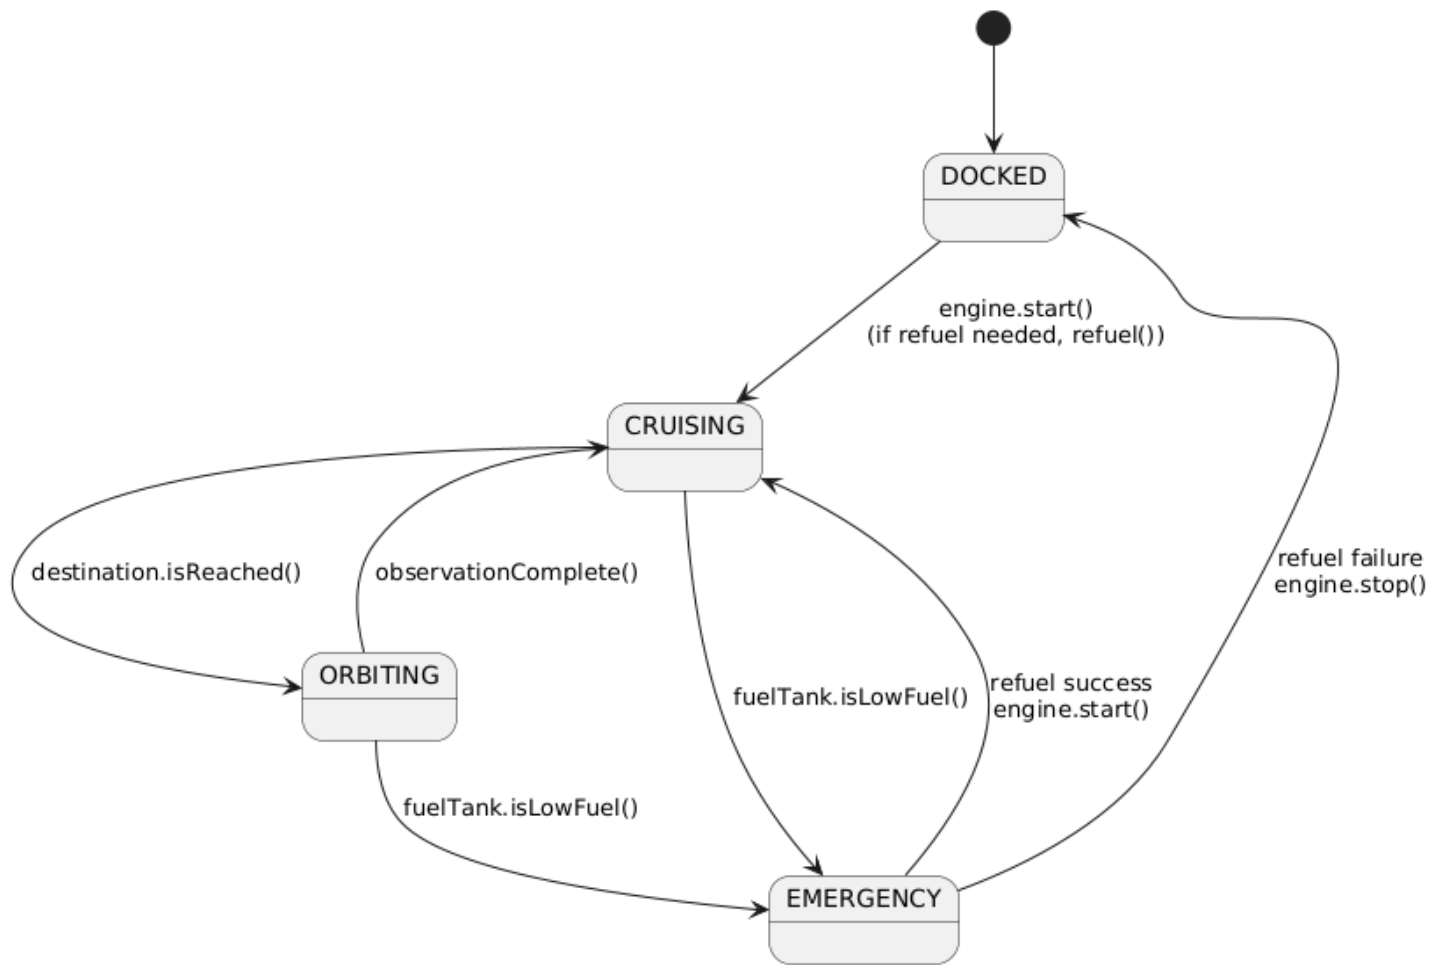 DOCKED
engine.start()
(if refuel needed, refuel())
CRUISING
destination.isReached()
observationComplete()
refuel failure
engine.stop()
ORBITING
fuelTank.isLowFuel()
refuel success
engine.start()
fuelTank.isLowFuel()
EMERGENCY